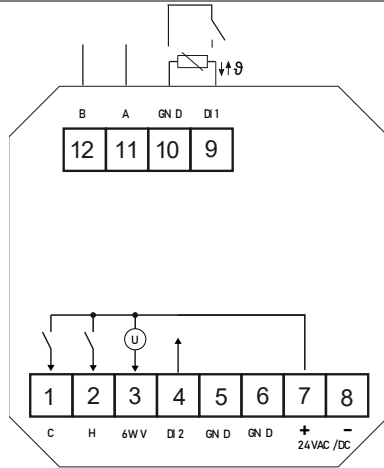 ϑ
B A GND DI1
12 11 10 9
U
1 2 3 4 5 6 7 8
C H 6WV DI2 GND GND + −
24VAC/DC